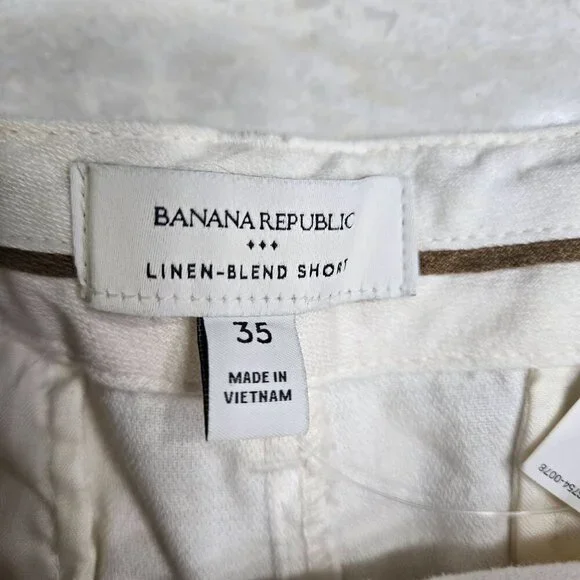 BANANA REPUBLIC
LINEN-BLEND SHORT
35
MADE IN
VIETNAM